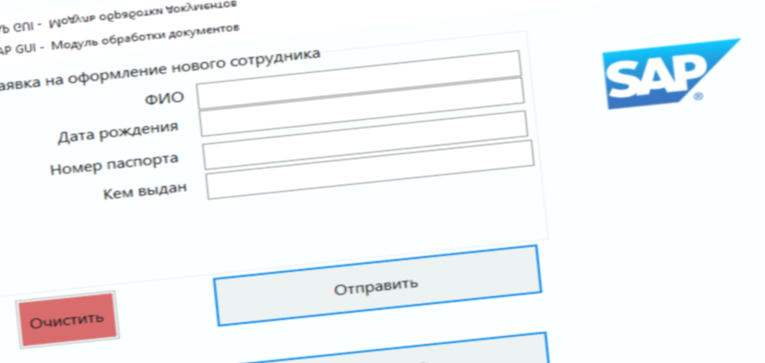 SAP GUI - Модуль обработки документов
AP GUI - Модуль обработки документов
аявка на оформление нового сотрудника
SAP®
ФИО
Дата рождения
Номер паспорта
Кем выдан
Отправить
Очистить